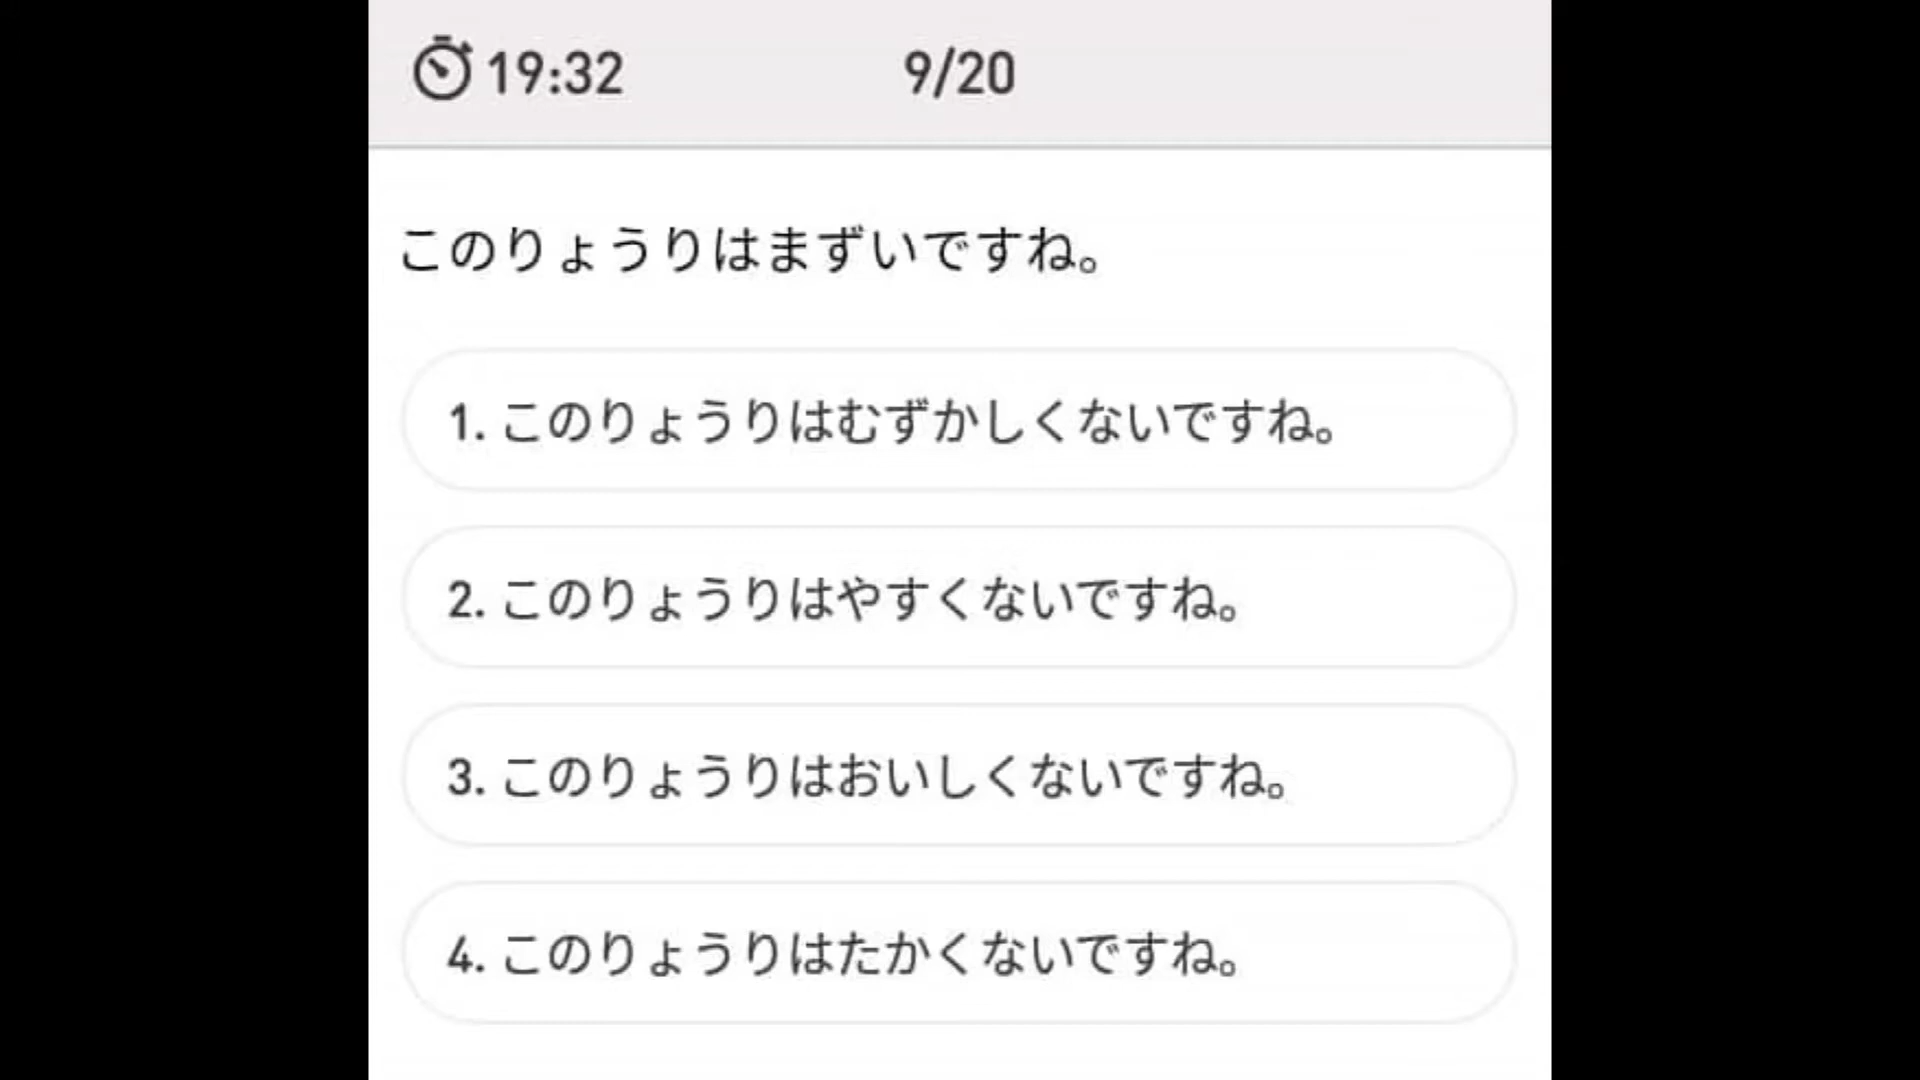 19:32
9/20
このりょうりはまずいですね。
1. このりょうりはむずかしくないですね。
2. このりょうりはやすくないですね。
3. このりょうりはおいしくないですね。
4. このりょうりはたかくないですね。